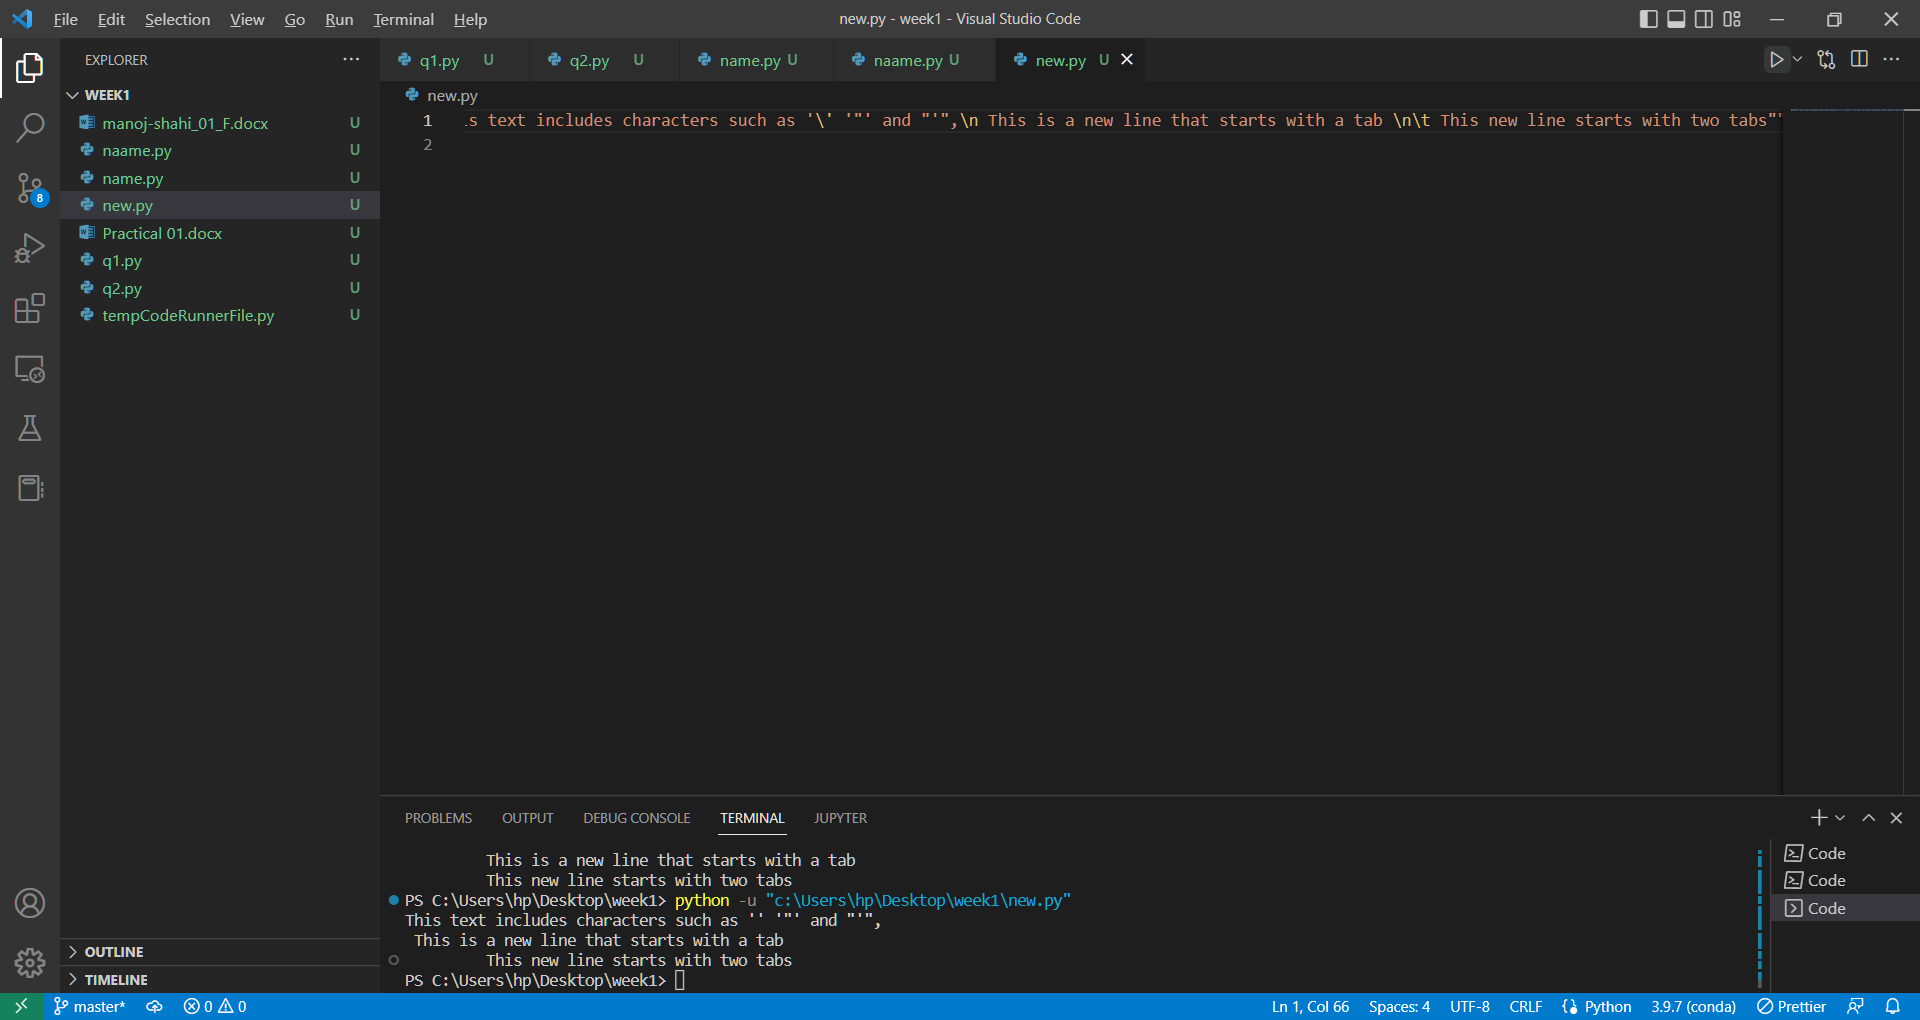 File Edit Selection View Go Run Terminal Help
new.py - week1 - Visual Studio Code
EXPLORER
q1.py U
q2.py U
name.py U
naame.py U
new.py U
WEEK1
new.py
manoj-shahi_01_F.docx U
naame.py U
name.py U
new.py U
Practical 01.docx U
q1.py U
q2.py U
tempCodeRunnerFile.py U
8
1 s text includes characters such as '\' '"' and "'",\n This is a new line that starts with a tab \n\t This new line starts with two tabs"'
2
PROBLEMS OUTPUT DEBUG CONSOLE TERMINAL JUPYTER
This is a new line that starts with a tab
This new line starts with two tabs
PS C:\Users\hp\Desktop\week1> python -u "c:\Users\hp\Desktop\week1\new.py"
This text includes characters such as '' '"' and "'",
This is a new line that starts with a tab
This new line starts with two tabs
PS C:\Users\hp\Desktop\week1>
Code
Code
Code
OUTLINE
TIMELINE
master* 0 0
Ln 1, Col 66 Spaces: 4 UTF-8 CRLF Python 3.9.7 (conda) Prettier